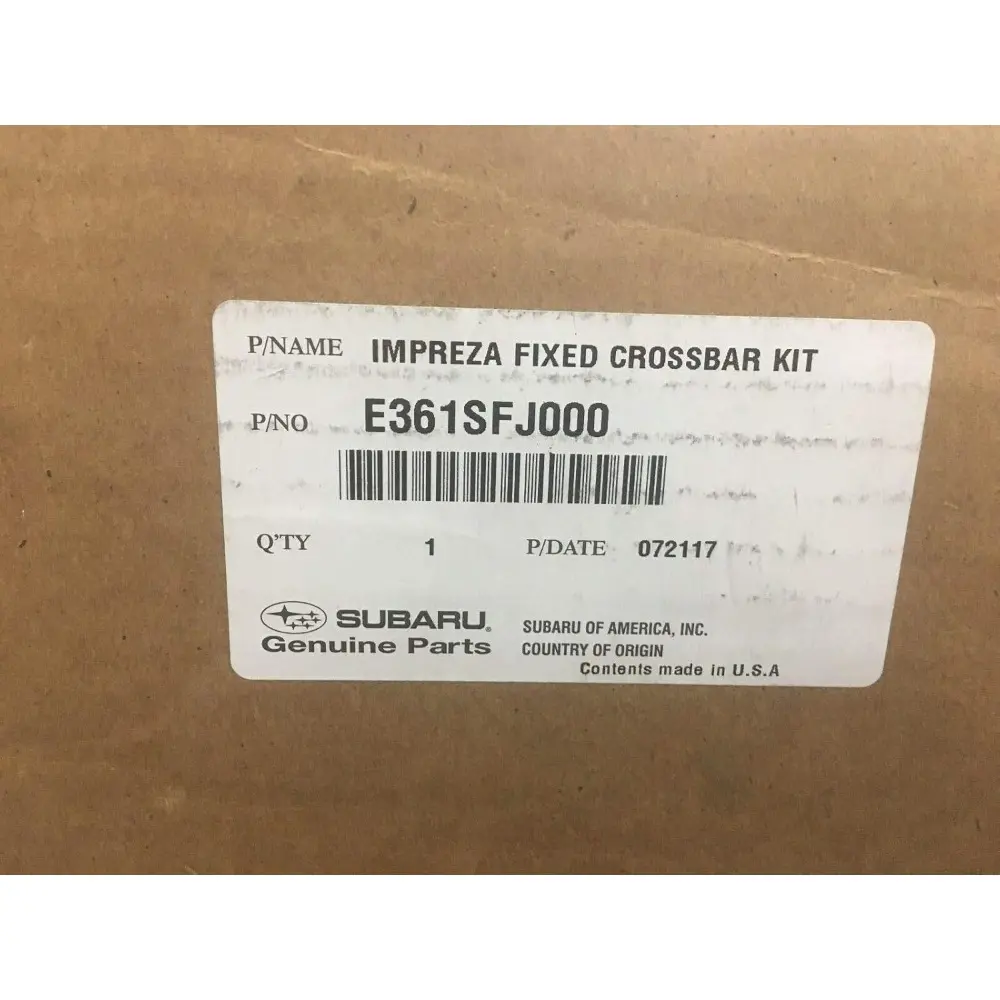 P/NAME IMPREZA FIXED CROSSBAR KIT
P/NO E361SFJ000
Q'TY 1 P/DATE 072117
SUBARU.
Genuine Parts
SUBARU OF AMERICA, INC.
COUNTRY OF ORIGIN
Contents made in U.S.A